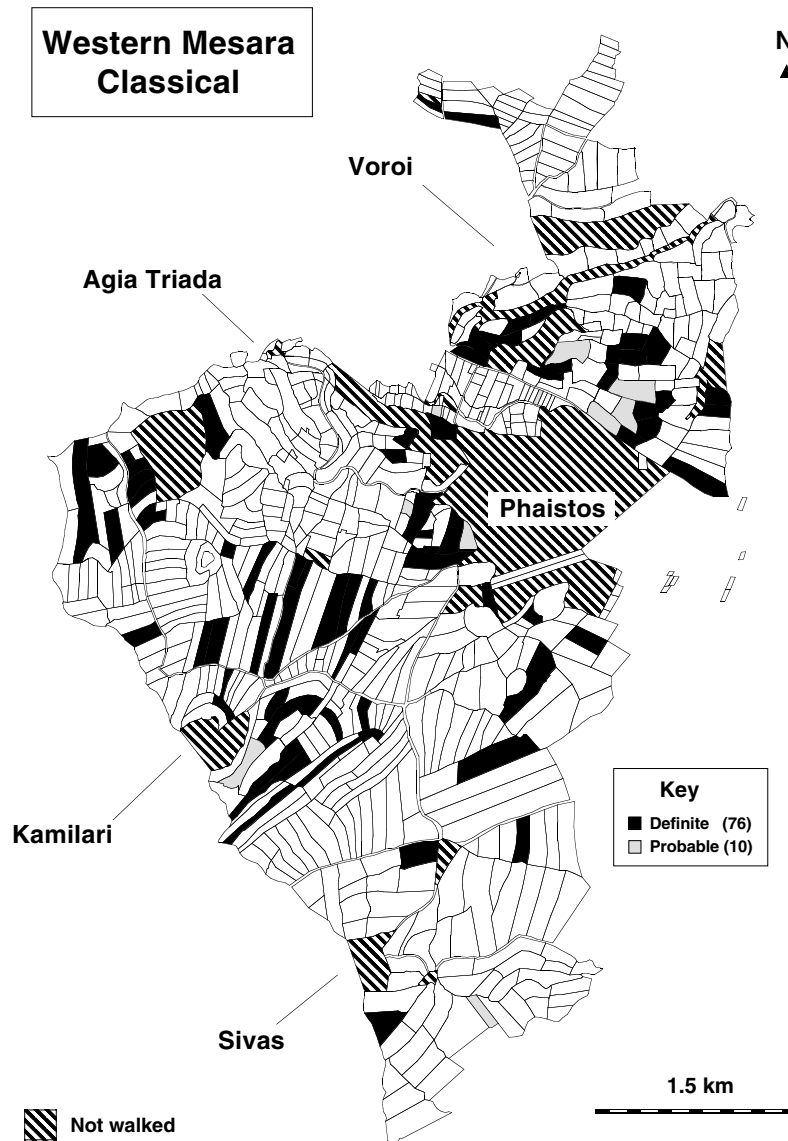 Western Mesara
Classical
N
Voroi
Agia Triada
Phaistos
Key
Definite (76)
Probable (10)
Kamilari
Sivas
1.5 km
Not walked